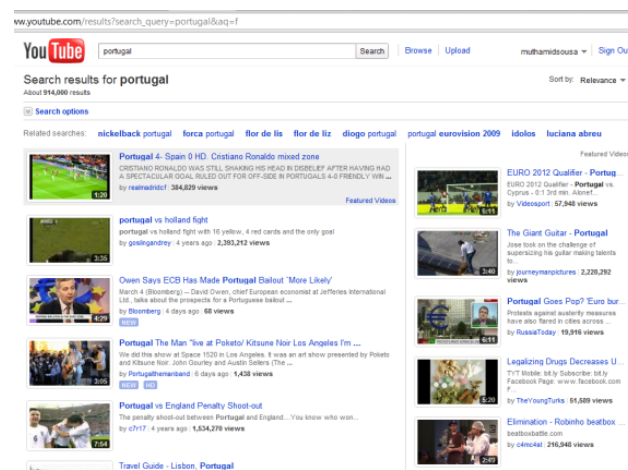 ww.youtube.com/results?search_query=portugal&aq=f
You Tube
portugal
Search
Browse
Upload
muthamidsousa
Sign Ou
Search results for portugal
About 914,000 results
Sort by: Relevance
Search options
Related searches: nickelback portugal forca portugal flor de lis flor de liz diogo portugal portugal eurovision 2009 idolos luciana abreu
Portugal 4- Spain 0 HD. Cristiano Ronaldo mixed zone
CRISTIANO RONALDO WAS STILL SHAKING HIS HEAD IN DISBELIEF AFTER HAVING HAD
A SPECTACULAR GOAL RULED OUT FOR OFF-SIDE IN PORTUGALS 4-0 FRIENDLY WIN ...
by realmadridcf 384,829 views
1:20
Featured Videos
portugal vs holland fight
portugal vs holland fight with 16 yellow, 4 red cards and the only goal
by goslingandrey 4 years ago 2,393,212 views
3:35
Owen Says ECB Has Made Portugal Bailout `More Likely'
March 4 (Bloomberg) -- David Owen, chief European economist at Jefferies International
Ltd., talks about the prospects for a Portuguese bailout ...
by Bloomberg 4 days ago 68 views
NEW
4:29
Portugal The Man "live at Poketo/ Kitsune Noir Los Angeles I'm ...
We did this show at Space 1520 in Los Angeles. It was an art show presented by Poketo
and Kitsune Noir. John Gourley and Austin Sellers (The ...
by Portugaltheman​band 6 days ago 1,438 views
NEW HD
3:05
Portugal vs England Penalty Shoot-out
The penalty shoot-out between Portugal and England... You know who won...
by c7r17 4 years ago 1,534,270 views
7:54
Travel Guide - Lisbon, Portugal
Featured Videos
EURO 2012 Qualifier - Portug...
EURO 2012 Qualifier - Portugal vs
Cyprus - 0:1 3rd min. Alonef...
by Videosport 57,948 views
6:11
The Giant Guitar - Portugal
Jose took on the challenge of
supersizing his guitar making talents
to...
by journeymanpictures 2,228,292
views
3:40
Portugal Goes Pop? 'Euro bur...
Protests against austerity measures
have also flared in cities across ...
by RussiaToday 19,916 views
6:11
Legalizing Drugs Decreases U...
TYT Mobile: bit.ly Subscribe: bit.ly
Facebook Page: www.facebook.com
f...
by TheYoungTurks 51,589 views
5:20
Elimination - Robinho beatbox ...
beatboxbattle.com
by c4mc4st 216,940 views
2:49